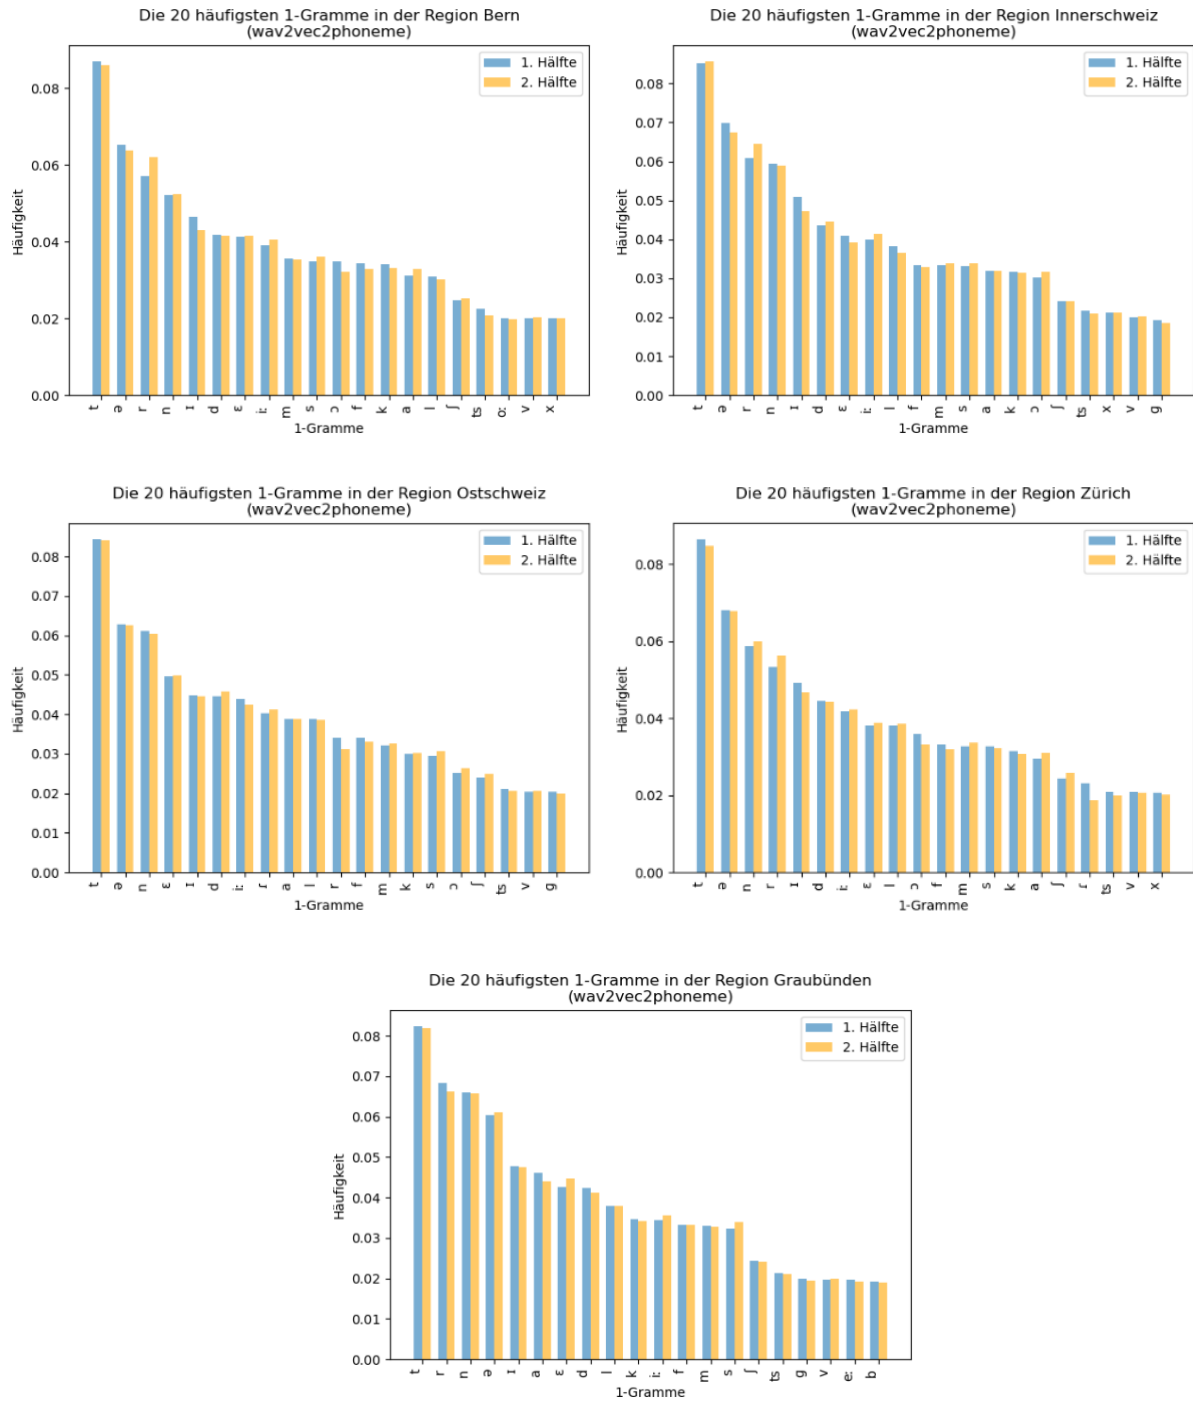 Die 20 häufigsten 1-Gramme in der Region Bern
(wav2vec2phoneme)
1. Hälfte
2. Hälfte
Häufigkeit
0.08
0.06
0.04
0.02
0.00
t ə r n ɪ d ɛ iː m s ɔ f k a l ʃ ts oː v x
1-Gramme
Die 20 häufigsten 1-Gramme in der Region Innerschweiz
(wav2vec2phoneme)
1. Hälfte
2. Hälfte
Häufigkeit
0.08
0.07
0.06
0.05
0.04
0.03
0.02
0.01
0.00
t ə r n ɪ d ɛ iː l f m s a k ɔ ʃ ts x v ɡ
1-Gramme
Die 20 häufigsten 1-Gramme in der Region Ostschweiz
(wav2vec2phoneme)
1. Hälfte
2. Hälfte
Häufigkeit
0.08
0.07
0.06
0.05
0.04
0.03
0.02
0.01
0.00
t ə n ɛ ɪ d iː ɾ a l r f m k s ɔ ʃ ts v ɡ
1-Gramme
Die 20 häufigsten 1-Gramme in der Region Zürich
(wav2vec2phoneme)
1. Hälfte
2. Hälfte
Häufigkeit
0.08
0.06
0.04
0.02
0.00
t ə n r ɪ d iː ɛ l ɔ f m s k a ʃ ɾ ts v x
1-Gramme
Die 20 häufigsten 1-Gramme in der Region Graubünden
(wav2vec2phoneme)
1. Hälfte
2. Hälfte
Häufigkeit
0.08
0.07
0.06
0.05
0.04
0.03
0.02
0.01
0.00
t r n ə ɪ a ɛ d l k iː f m s ʃ ts ɡ v eː b
1-Gramme